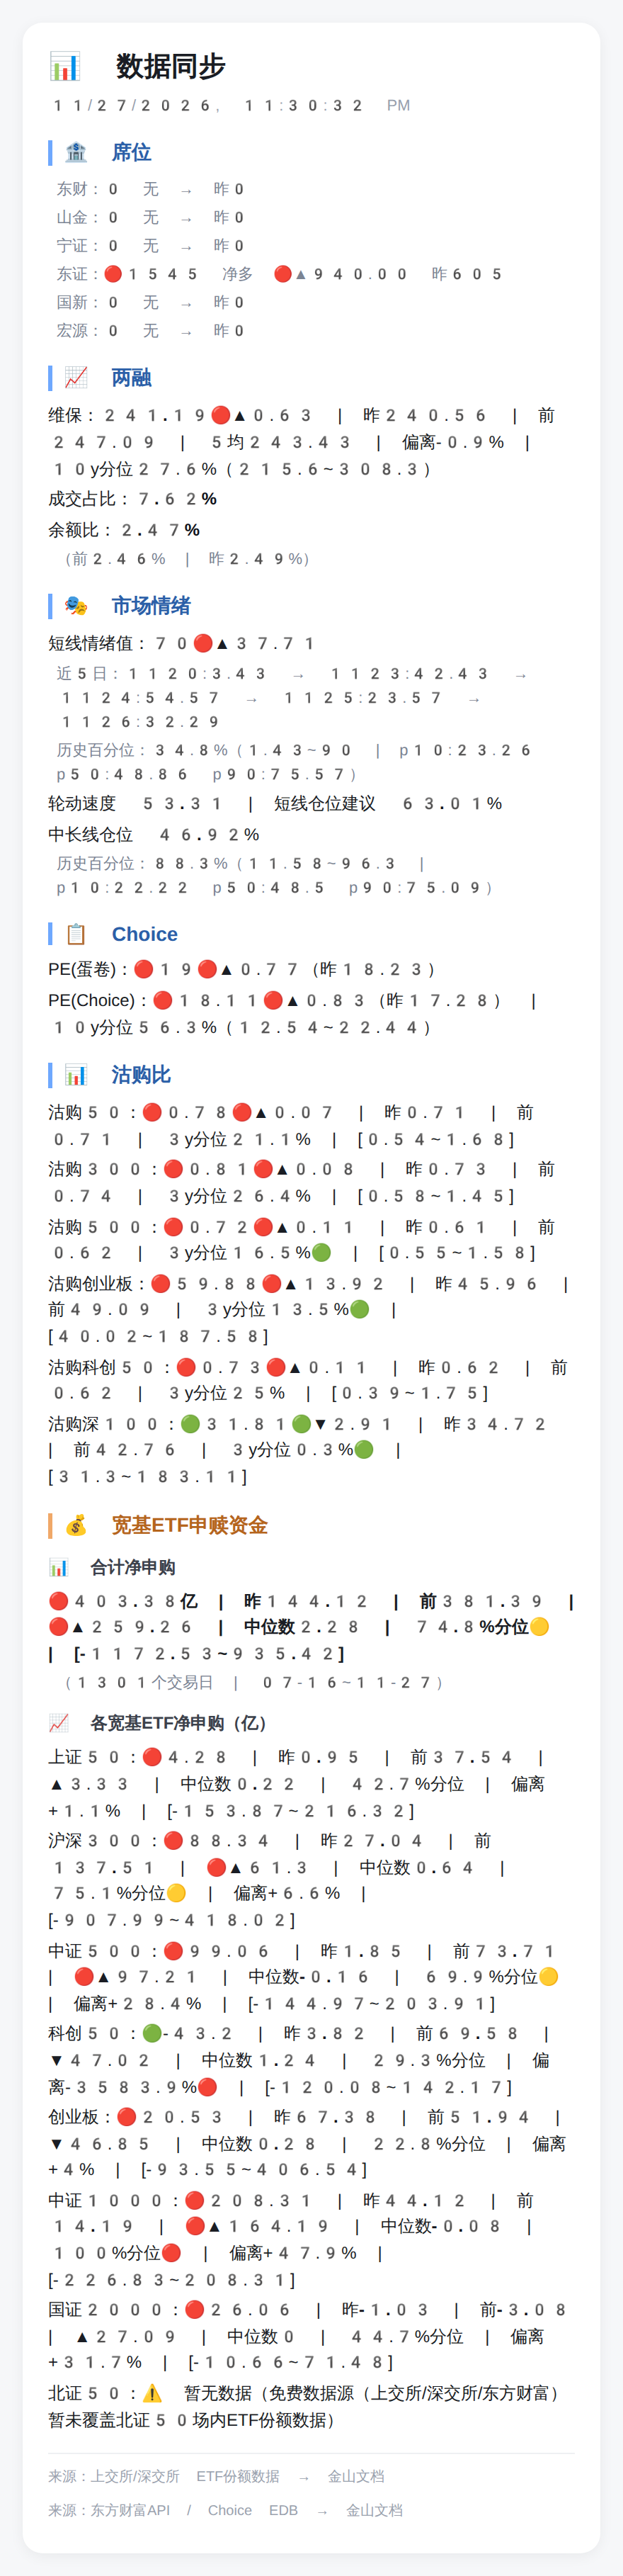 📊 数据同步
11/27/2026, 11:30:32 PM
🏦 席位
东财：0 无 → 昨0
山金：0 无 → 昨0
宁证：0 无 → 昨0
东证：🔴1545 净多 🔴▲940.00 昨605
国新：0 无 → 昨0
宏源：0 无 → 昨0
📈 两融
维保：241.19🔴▲0.63 | 昨240.56 | 前
247.09 | 5均243.43 | 偏离-0.9% |
10y分位27.6%（215.6~308.3）
成交占比：7.62%
余额比：2.47%
（前2.46% | 昨2.49%）
🎭 市场情绪
短线情绪值：70🔴▲37.71
近5日：1120:3.43 → 1123:42.43 →
1124:54.57 → 1125:23.57 →
1126:32.29
历史百分位：34.8%（1.43~90 | p10:23.26
p50:48.86 p90:75.57）
轮动速度 53.31 | 短线仓位建议 63.01%
中长线仓位 46.92%
历史百分位：88.3%（11.58~96.3 |
p10:22.22 p50:48.5 p90:75.09）
📋 Choice
PE(蛋卷)：🔴19🔴▲0.77（昨18.23）
PE(Choice)：🔴18.11🔴▲0.83（昨17.28） |
10y分位56.3%（12.54~22.44）
📊 沽购比
沽购50：🔴0.78🔴▲0.07 | 昨0.71 | 前
0.71 | 3y分位21.1% | [0.54~1.68]
沽购300：🔴0.81🔴▲0.08 | 昨0.73 | 前
0.74 | 3y分位26.4% | [0.58~1.45]
沽购500：🔴0.72🔴▲0.11 | 昨0.61 | 前
0.62 | 3y分位16.5%🟢 | [0.55~1.58]
沽购创业板：🔴59.88🔴▲13.92 | 昨45.96 |
前49.09 | 3y分位13.5%🟢 |
[40.02~187.58]
沽购科创50：🔴0.73🔴▲0.11 | 昨0.62 | 前
0.62 | 3y分位25% | [0.39~1.75]
沽购深100：🟢31.81🟢▼2.91 | 昨34.72
| 前42.76 | 3y分位0.3%🟢 |
[31.3~183.11]
💰 宽基ETF申赎资金
📊 合计净申购
🔴403.38亿 | 昨144.12 | 前381.39 |
🔴▲259.26 | 中位数2.28 | 74.8%分位🟡
| [-1172.53~935.42]
（1301个交易日 | 07-16~11-27）
📈 各宽基ETF净申购（亿）
上证50：🔴4.28 | 昨0.95 | 前37.54 |
▲3.33 | 中位数0.22 | 42.7%分位 | 偏离
+1.1% | [-153.87~216.32]
沪深300：🔴88.34 | 昨27.04 | 前
137.51 | 🔴▲61.3 | 中位数0.64 |
75.1%分位🟡 | 偏离+6.6% |
[-907.99~418.02]
中证500：🔴99.06 | 昨1.85 | 前73.71
| 🔴▲97.21 | 中位数-0.16 | 69.9%分位🟡
| 偏离+28.4% | [-144.97~203.91]
科创50：🟢-43.2 | 昨3.82 | 前69.58 |
▼47.02 | 中位数1.24 | 29.3%分位 | 偏
离-3583.9%🔴 | [-120.08~142.17]
创业板：🔴20.53 | 昨67.38 | 前51.94 |
▼46.85 | 中位数0.28 | 22.8%分位 | 偏离
+4% | [-93.55~406.54]
中证1000：🔴208.31 | 昨44.12 | 前
14.19 | 🔴▲164.19 | 中位数-0.08 |
100%分位🔴 | 偏离+47.9% |
[-226.83~208.31]
国证2000：🔴26.06 | 昨-1.03 | 前-3.08
| ▲27.09 | 中位数0 | 44.7%分位 | 偏离
+31.7% | [-10.66~71.48]
北证50：⚠️ 暂无数据（免费数据源（上交所/深交所/东方财富）
暂未覆盖北证50场内ETF份额数据）
来源：上交所/深交所 ETF份额数据 → 金山文档
来源：东方财富API / Choice EDB → 金山文档